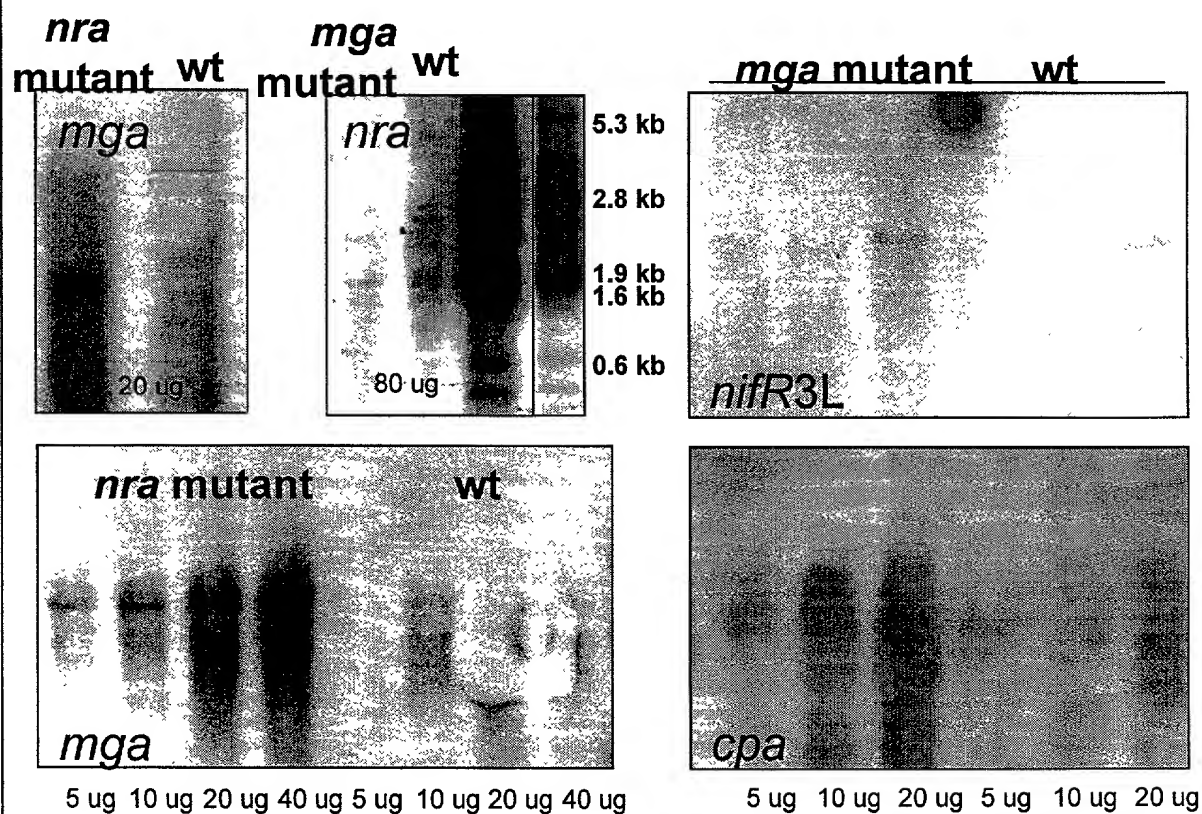 nra
mutant wt
mga
20 ug
mga
mutant wt
nra
80 ug
5.3 kb
2.8 kb
1.9 kb
1.6 kb
0.6 kb
mga mutant wt
nifR3L
nra mutant wt
mga
5 ug 10 ug 20 ug 40 ug 5 ug 10 ug 20 ug 40 ug
cpa
5 ug 10 ug 20 ug 5 ug 10 ug 20 ug